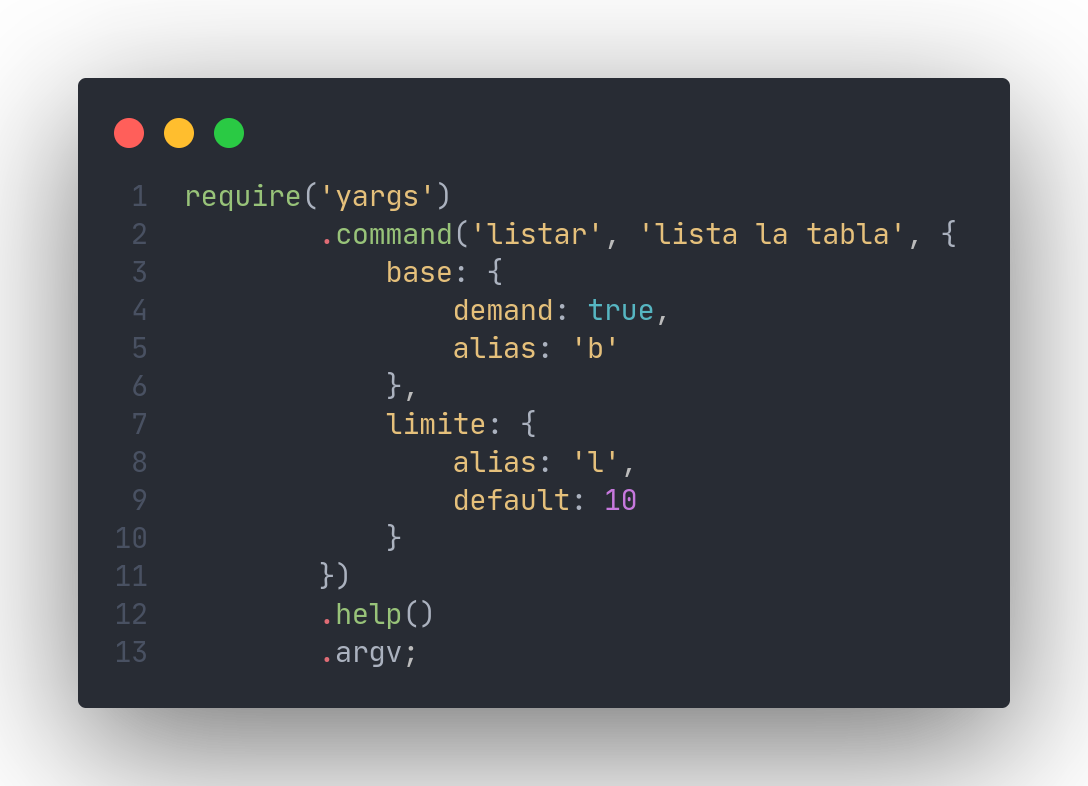 1 require('yargs')
2         .command('listar', 'lista la tabla', {
3             base: {
4                 demand: true,
5                 alias: 'b'
6             },
7             limite: {
8                 alias: 'l',
9                 default: 10
10             }
11         })
12         .help()
13         .argv;